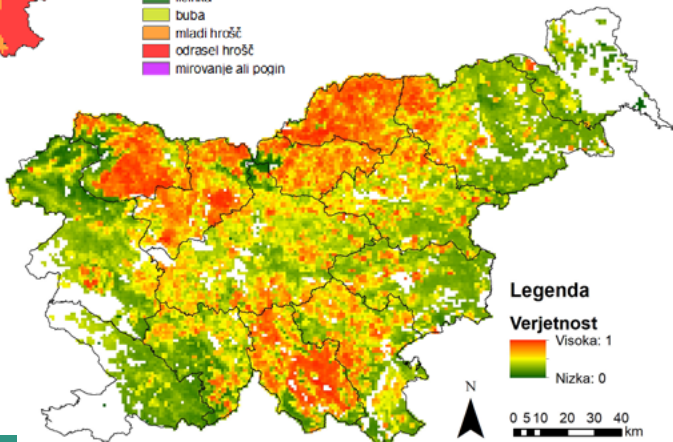 buba
mladi hrošč
odrasel hrošč
mirovanje ali pogin
Legenda
Verjetnost
Visoka: 1
Nizka: 0
N
0 5 10 20 30 40
km